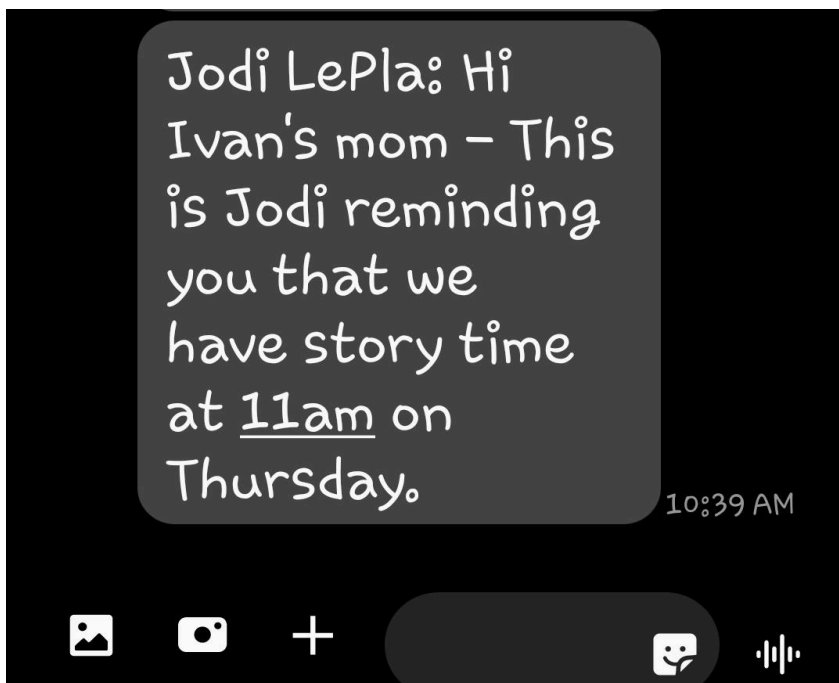 Jodi LePla: Hi
Ivan's mom - This
is Jodi reminding
you that we
have story time
at 11am on
Thursday.
10:39 AM